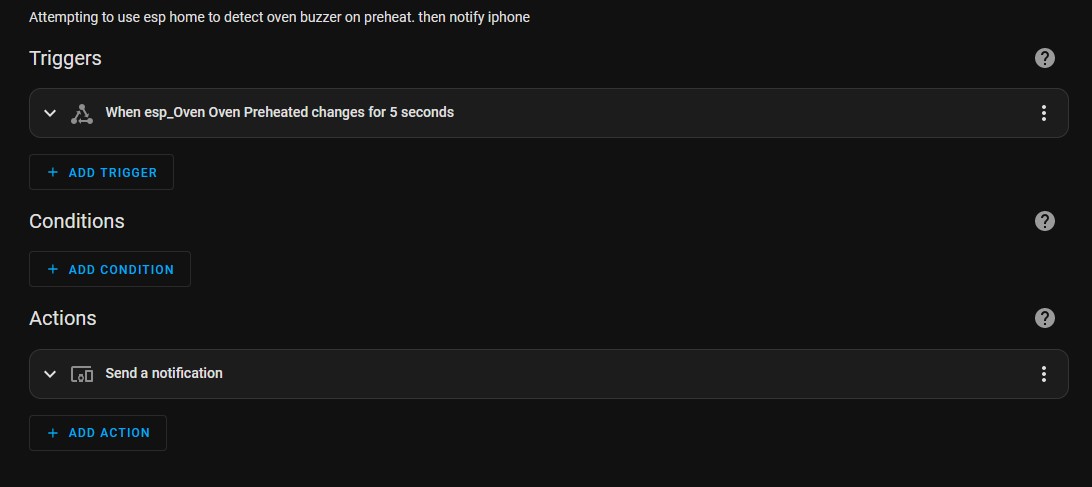 Attempting to use esp home to detect oven buzzer on preheat. then notify iphone
Triggers
When esp_Oven Oven Preheated changes for 5 seconds
+ ADD TRIGGER
Conditions
+ ADD CONDITION
Actions
Send a notification
+ ADD ACTION